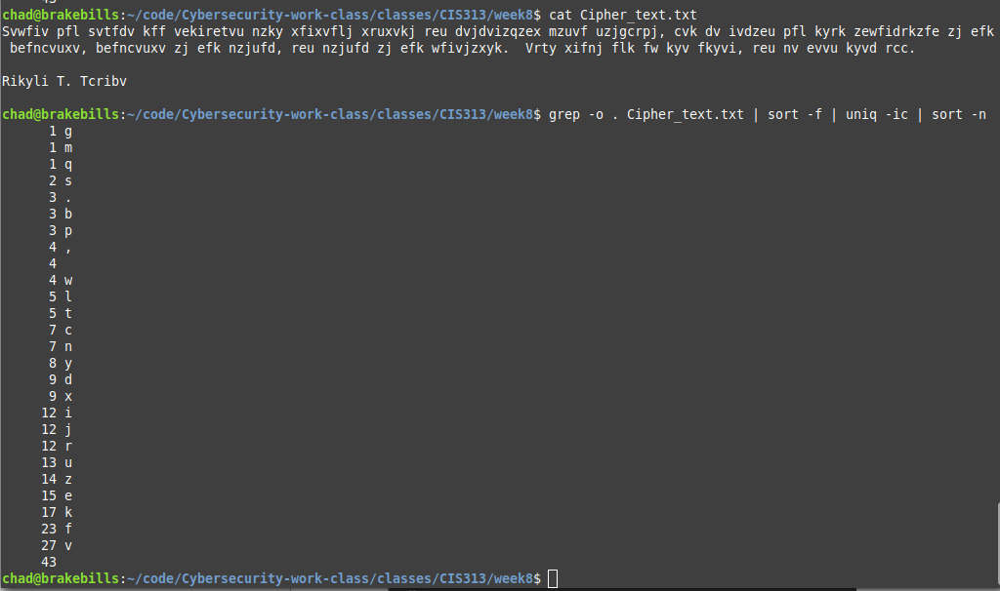 chad@brakebills:~/code/Cybersecurity-work-class/classes/CIS313/week8$ cat Cipher_text.txt
Svwfiv pfl svtfdv kff vekiretvu nzky xfixvflj xruxvkj reu dvjdvizqzex mzuvf uzjgcrpj, cvk dv ivdzeu pfl kyrk zewfidrkzfe zj efk
befncvuxv, befncvuxv zj efk nzjufd, reu nzjufd zj efk wfivjzxyk.  Vrty xifnj flk fw kyv fkyvi, reu nv evvu kyvd rcc.
Rikyli T. Tcribv
chad@brakebills:~/code/Cybersecurity-work-class/classes/CIS313/week8$ grep -o . Cipher_text.txt | sort -f | uniq -ic | sort -n
1 g
1 m
1 q
2 s
3 .
3 b
3 p
4 ,
4
4 w
5 l
5 t
7 c
7 n
8 y
9 d
9 x
12 i
12 j
12 r
13 u
14 z
15 e
17 k
23 f
27 v
43
chad@brakebills:~/code/Cybersecurity-work-class/classes/CIS313/week8$